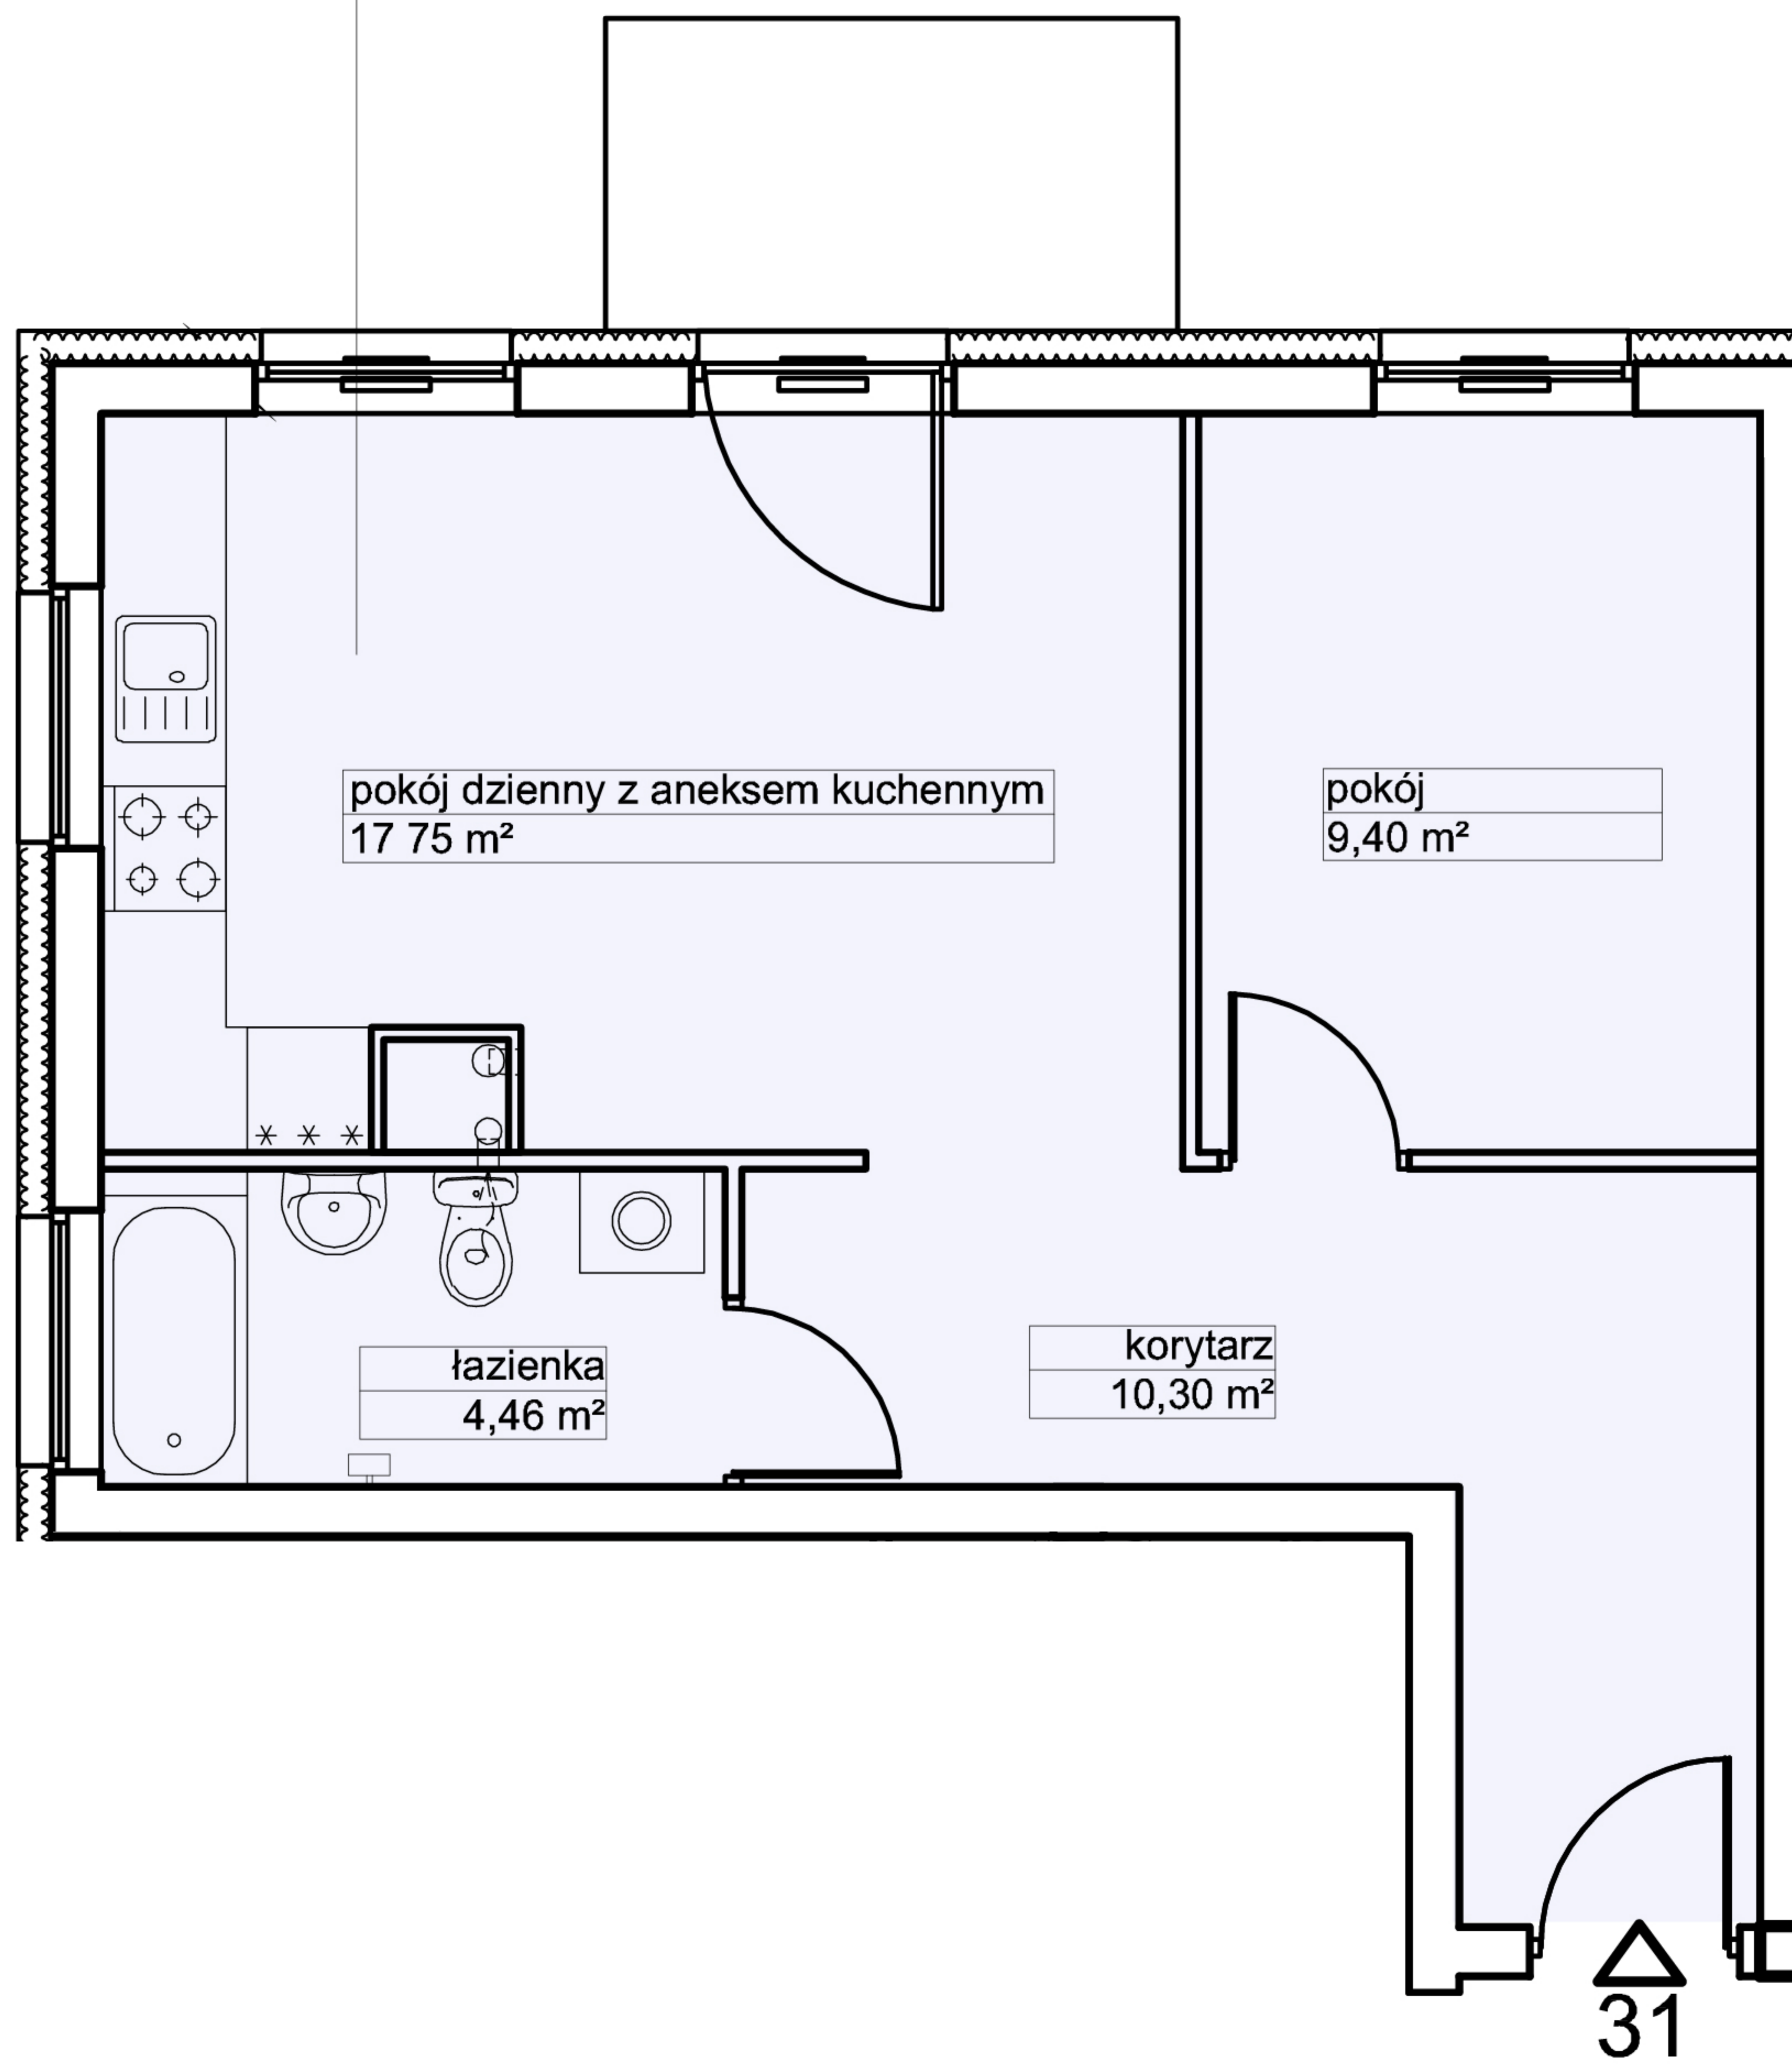 pokój dzienny z aneksem kuchennym
17 75 m²
pokój
9,40 m²
łazienka
4,46 m²
korytarz
10,30 m²
31